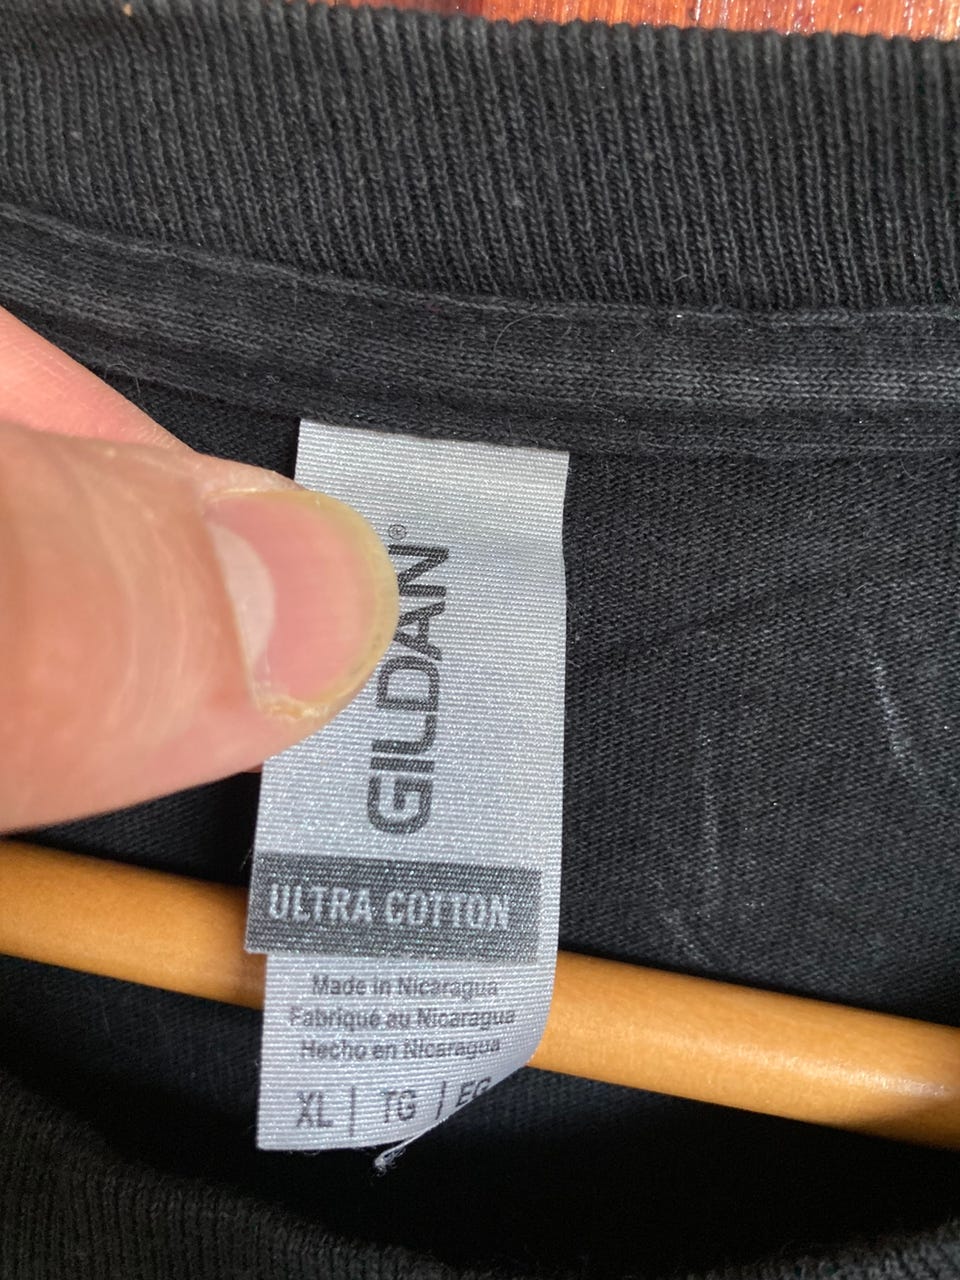 GILDAN®
ULTRA COTTON
Made in Nicaragua
Fabriqué au Nicaragua
Hecho en Nicaragua
XL | TG / EG